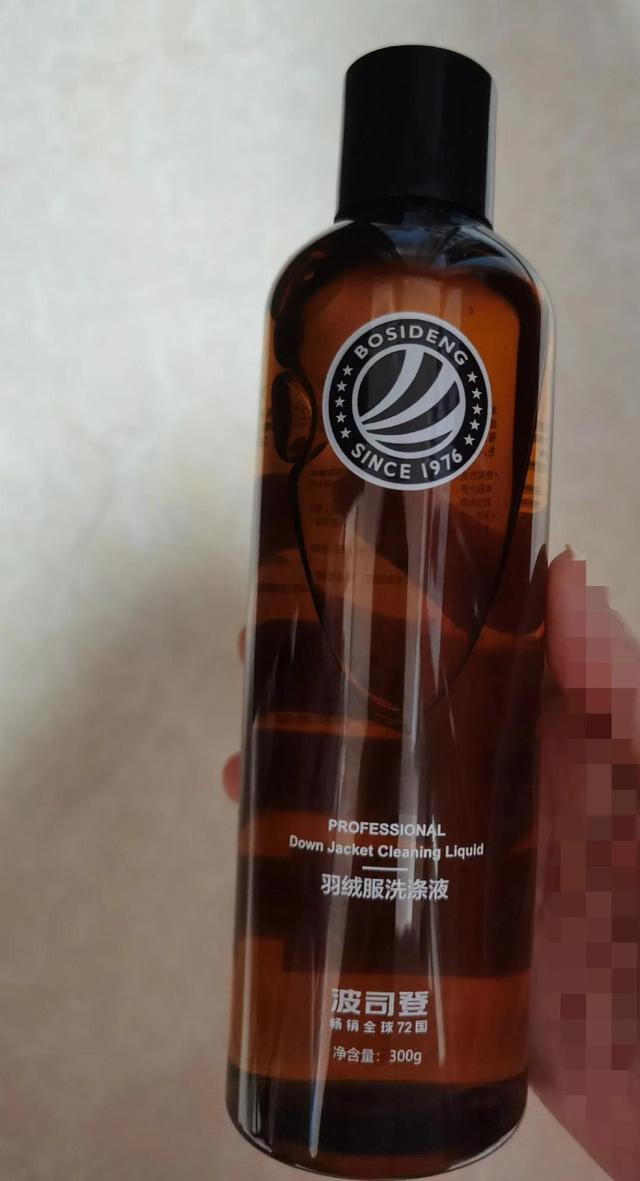 BOSIDENG
SINCE 1976
PROFESSIONAL
Down Jacket Cleaning Liquid
羽绒服洗涤液
波司登
畅销全球72国
净含量：300g